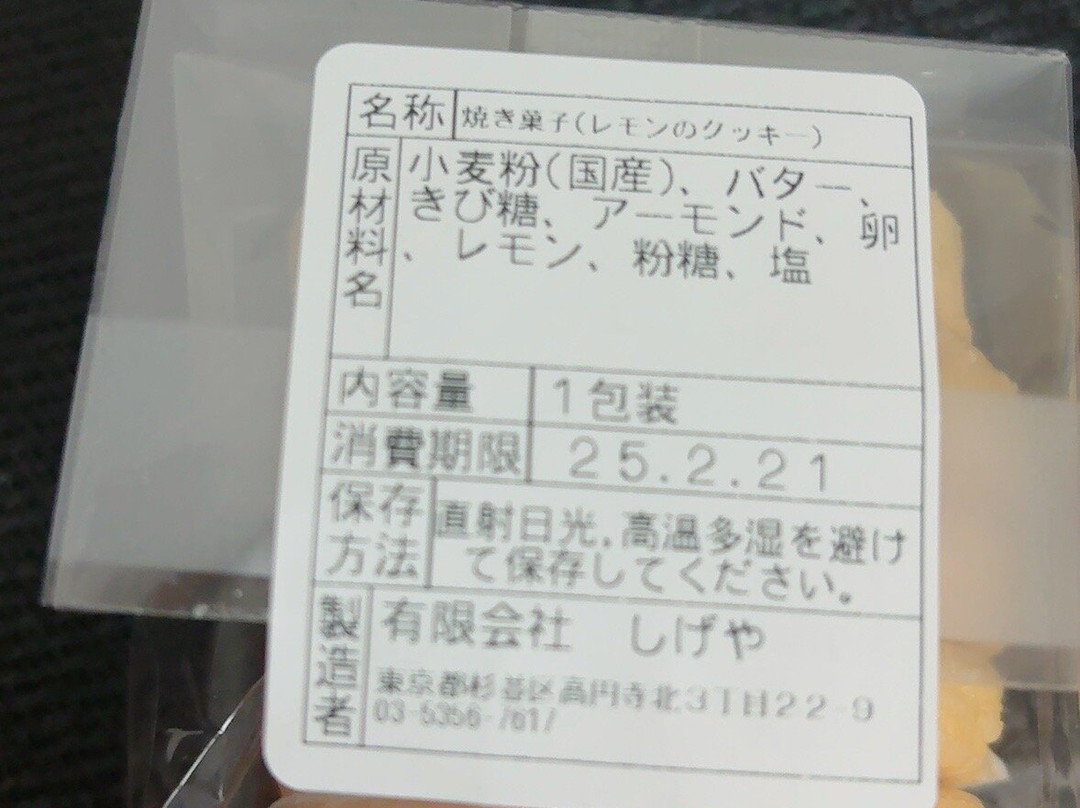 名称 焼き菓子(レモンのクッキー)
原材料名 小麦粉(国産)、バター、
きび糖、アーモンド、卵
、レモン、粉糖、塩
内容量 1包装
消費期限 25.2.21
保存方法 直射日光,高温多湿を避け
て保存してください。
製造者 有限会社 しげや
東京都杉並区高円寺北3丁目22-9
03-5356-7617